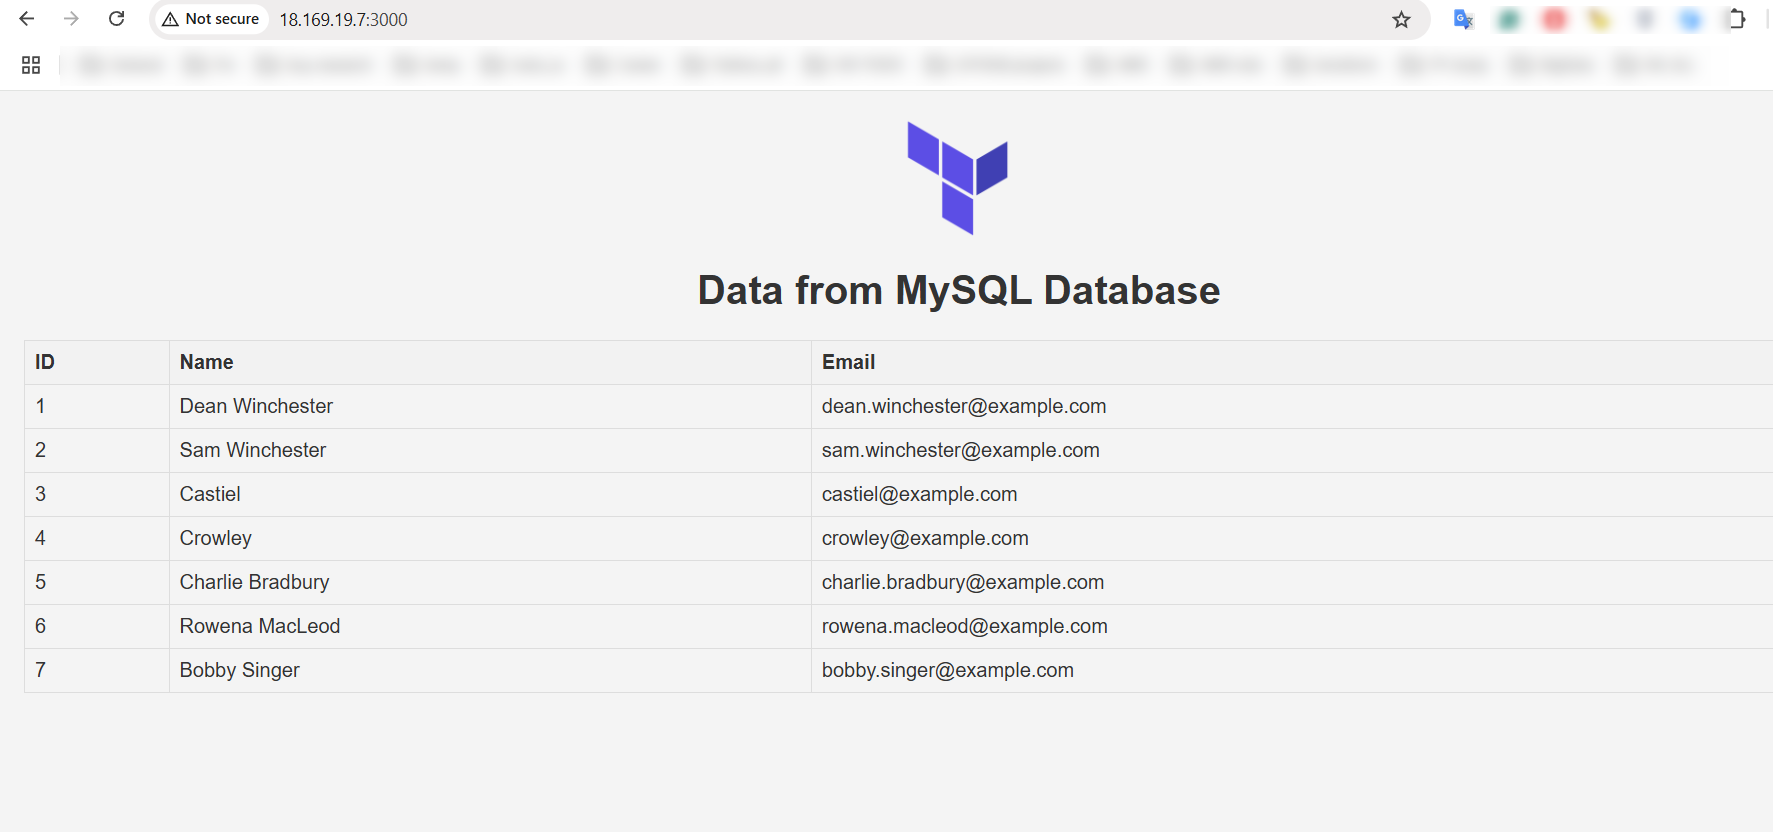 Not secure 18.169.19.7:3000
Data from MySQL Database
ID Name Email
1 Dean Winchester dean.winchester@example.com
2 Sam Winchester sam.winchester@example.com
3 Castiel castiel@example.com
4 Crowley crowley@example.com
5 Charlie Bradbury charlie.bradbury@example.com
6 Rowena MacLeod rowena.macleod@example.com
7 Bobby Singer bobby.singer@example.com